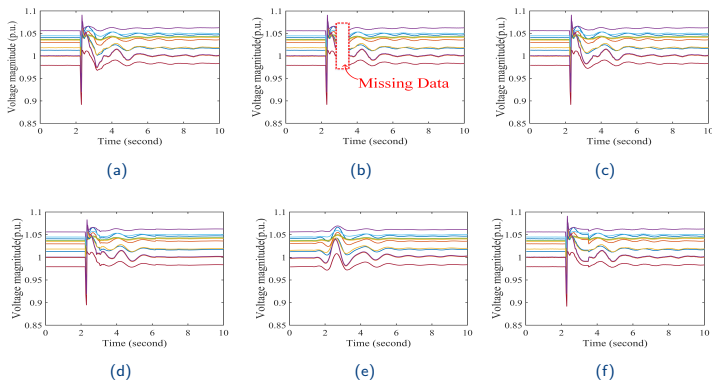 Voltage magnitude (p.u.)
1.1
1.05
1
0.95
0.9
0.85
0 2 4 6 8 10
Time (second)
(a)
Voltage magnitude(p.u.)
1.1
1.05
1
0.95
0.9
0.85
Missing Data
0 2 4 6 8 10
Time (second)
(b)
Voltage magnitude(p.u.)
1.1
1.05
1
0.95
0.9
0.85
0 2 4 6 8 10
Time (second)
(c)
Voltage magnitude(p.u.)
1.1
1.05
1
0.95
0.9
0.85
0 2 4 6 8 10
Time (second)
(d)
Voltage magnitude(p.u.)
1.1
1.05
1
0.95
0.9
0.85
0 2 4 6 8 10
Time (second)
(e)
Voltage magnitude(p.u.)
1.1
1.05
1
0.95
0.9
0.85
0 2 4 6 8 10
Time (second)
(f)